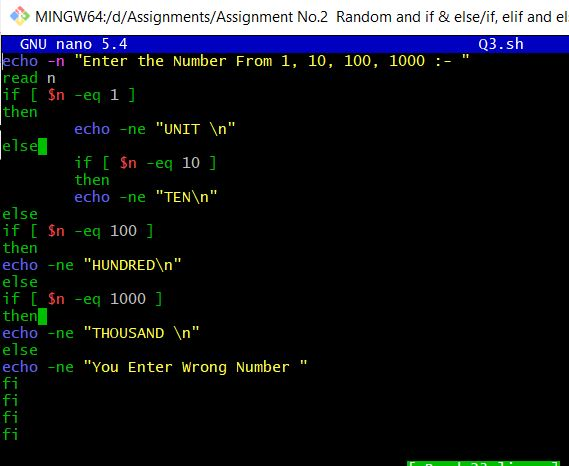 MINGW64:/d/Assignments/Assignment No.2 Random and if & else/if, elif and el
GNU nano 5.4 Q3.sh
echo -n "Enter the Number From 1, 10, 100, 1000 :- "
read n
if [ $n -eq 1 ]
then
echo -ne "UNIT \n"
else
if [ $n -eq 10 ]
then
echo -ne "TEN\n"
else
if [ $n -eq 100 ]
then
echo -ne "HUNDRED\n"
else
if [ $n -eq 1000 ]
then
echo -ne "THOUSAND \n"
else
echo -ne "You Enter Wrong Number "
fi
fi
fi
fi